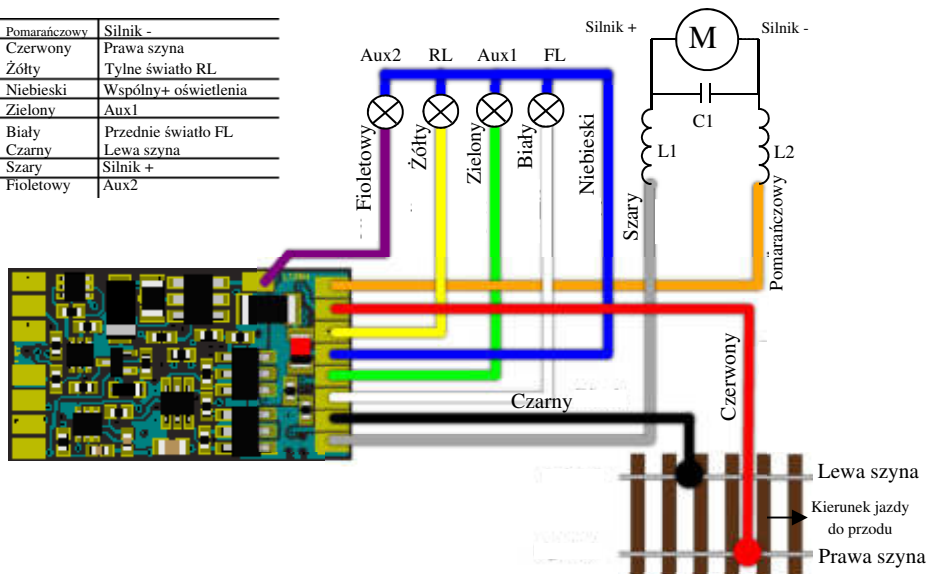 Pomarańczowy Silnik -
Czerwony Prawa szyna
Żółty Tylne światło RL
Niebieski Wspólny+ oświetlenia
Zielony Aux1
Biały Przednie światło FL
Czarny Lewa szyna
Szary Silnik +
Fioletowy Aux2
Aux2 RL Aux1 FL
Fioletowy
Żółty
Zielony
Biały
Niebieski
Silnik + M Silnik -
C1
L1 L2
Szary
Pomarańczowy
Czerwony
Czarny
Lewa szyna
Kierunek jazdy
do przodu
Prawa szyna